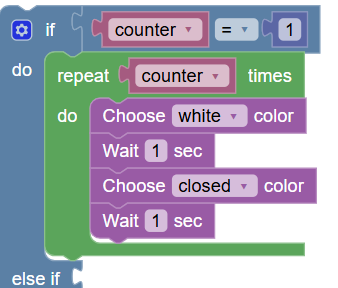 if counter = 1
do
repeat counter times
do Choose white color
Wait 1 sec
Choose closed color
Wait 1 sec
else if